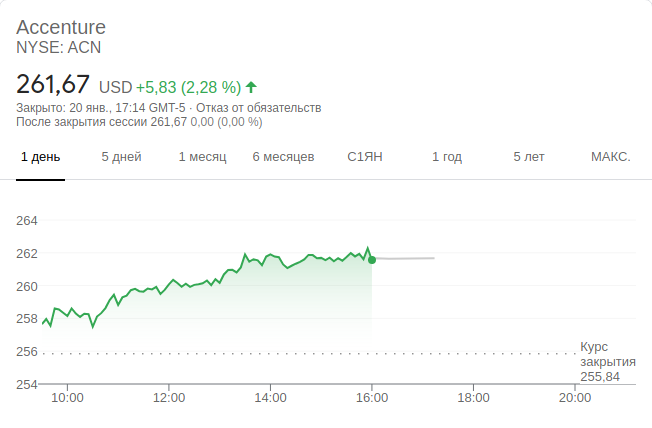 Accenture
NYSE: ACN
261,67 USD +5,83 (2,28 %)
Закрыто: 20 янв., 17:14 GMT-5 · Отказ от обязательств
После закрытия сессии 261,67 0,00 (0,00 %)
1 день 5 дней 1 месяц 6 месяцев С1ЯН 1 год 5 лет МАКС.
264
262
260
258
256
254
Курс
закрытия
255,84
10:00 12:00 14:00 16:00 18:00 20:00